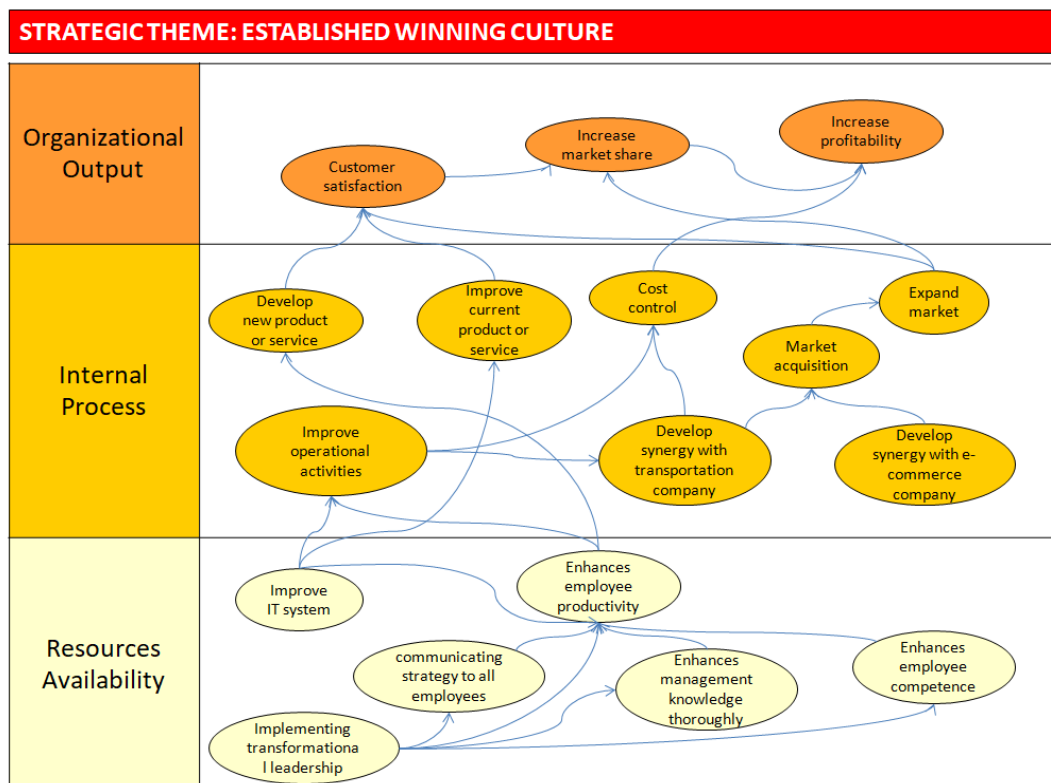 STRATEGIC THEME: ESTABLISHED WINNING CULTURE
Organizational
Output
Customer
satisfaction
Increase
market share
Increase
profitability
Internal
Process
Develop
new product
or service
Improve
current
product or
service
Cost
control
Expand
market
Market
acquisition
Improve
operational
activities
Develop
synergy with
transportation
company
Develop
synergy with e-
commerce
company
Resources
Availability
Improve
IT system
Enhances
employee
productivity
communicating
strategy to all
employees
Enhances
management
knowledge
thoroughly
Enhances
employee
competence
Implementing
transformationa
l leadership